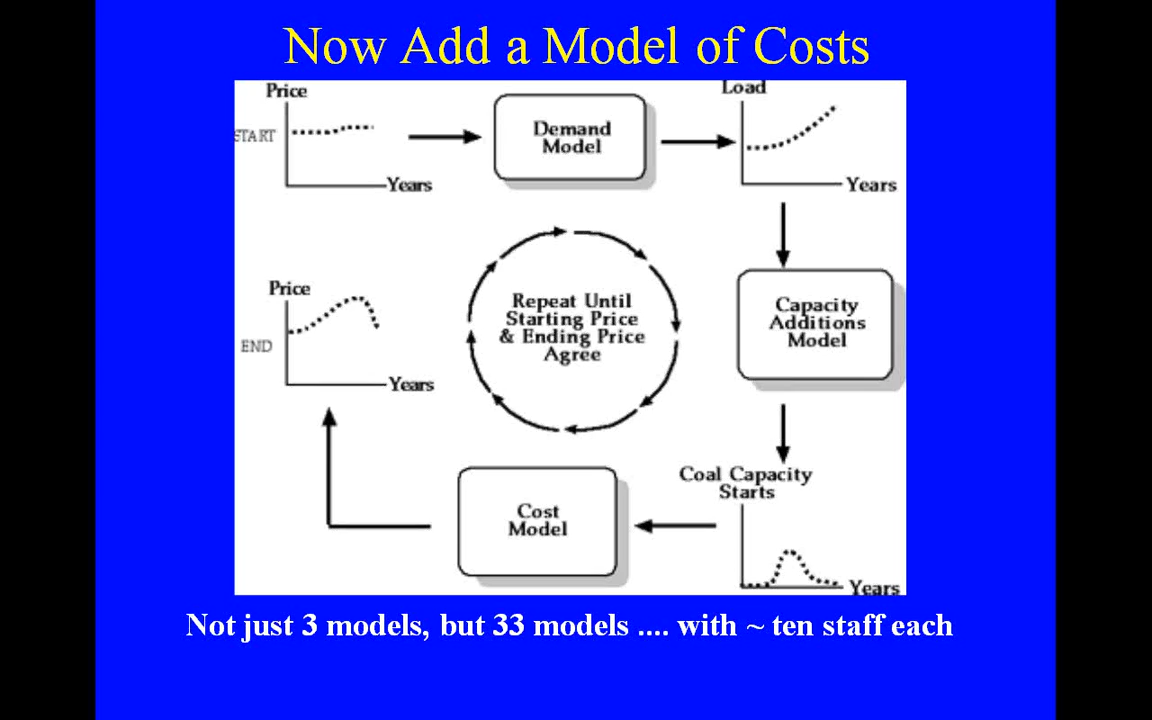 Now Add a Model of Costs
Price
START
Years
Demand
Model
Load
Years
Capacity
Additions
Model
Coal Capacity
Starts
Years
Cost
Model
Price
END
Years
Repeat Until
Starting Price
& Ending Price
Agree
Not just 3 models, but 33 models .... with ~ ten staff each